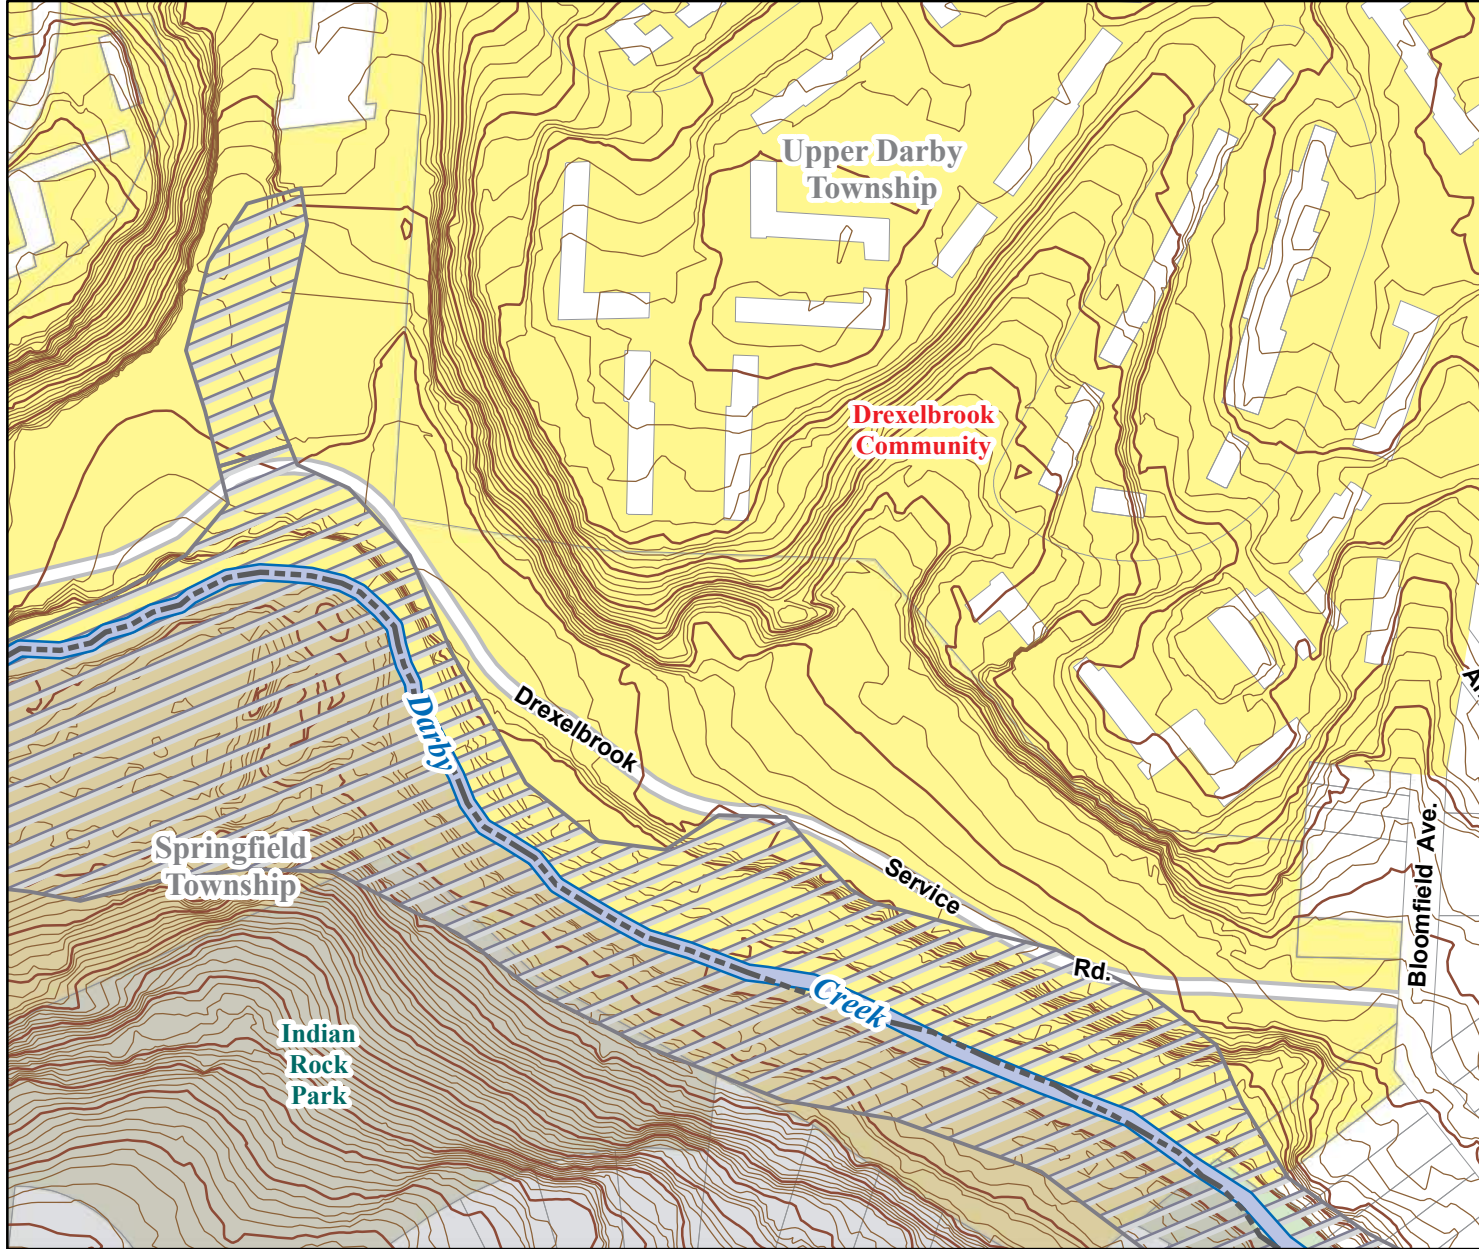 Upper Darby
Township
Drexelbrook
Community
Drexelbrook
Darby
Springfield
Township
Service
Bloomfield Ave.
Rd.
Creek
Indian
Rock
Park